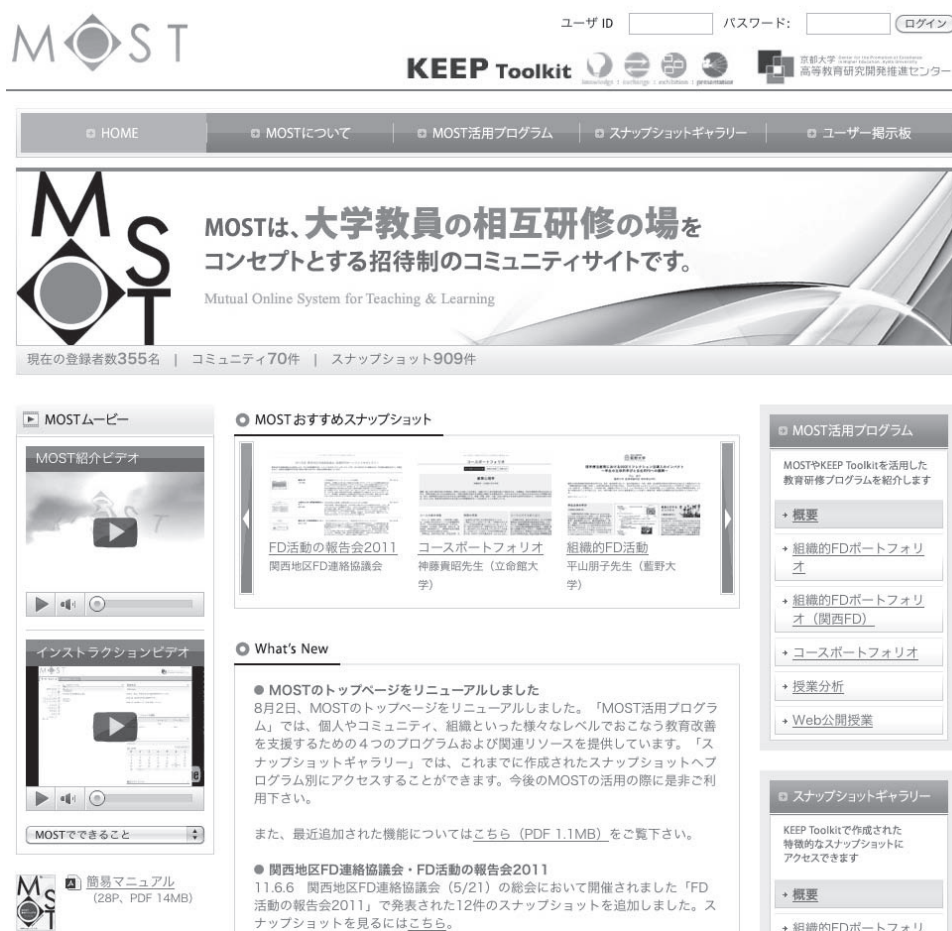 MOST
ユーザ ID
パスワード:
ログイン
KEEP Toolkit
knowledge | exchange | exhibition | presentation
京都大学
高等教育研究開発推進センター
HOME
MOSTについて
MOST活用プログラム
スナップショットギャラリー
ユーザー掲示板
MOST
MOSTは、大学教員の相互研修の場を
コンセプトとする招待制のコミュニティサイトです。
Mutual Online System for Teaching & Learning
現在の登録者数355名 | コミュニティ70件 | スナップショット909件
MOSTムービー
MOST紹介ビデオ
インストラクションビデオ
MOST
MOSTでできること
MOST
簡易マニュアル
(28P、PDF 14MB)
MOSTおすすめスナップショット
コースポートフォリオ
FD活動の報告会2011
関西地区FD連絡協議会
コースポートフォリオ
神藤貴昭先生（立命館大
学）
組織的FD活動
平山朋子先生（藍野大
学）
What's New
● MOSTのトップページをリニューアルしました
8月2日、MOSTのトップページをリニューアルしました。「MOST活用プログラ
ム」では、個人やコミュニティ、組織といった様々なレベルでおこなう教育改善
を支援するための４つのプログラムおよび関連リソースを提供しています。「ス
ナップショットギャラリー」では、これまでに作成されたスナップショットへプ
ログラム別にアクセスすることができます。今後のMOSTの活用の際に是非ご利
用下さい。
また、最近追加された機能についてはこちら（PDF 1.1MB）をご覧下さい。
● 関西地区FD連絡協議会・FD活動の報告会2011
11.6.6 関西地区FD連絡協議会（5/21）の総会において開催されました「FD
活動の報告会2011」で発表された12件のスナップショットを追加しました。ス
ナップショットを見るにはこちら。
MOST活用プログラム
MOSTやKEEP Toolkitを活用した
教育研修プログラムを紹介します
概要
組織的FDポートフォリ
オ
組織的FDポートフォリ
オ（関西FD）
コースポートフォリオ
授業分析
Web公開授業
スナップショットギャラリー
KEEP Toolkitで作成された
特徴的なスナップショットに
アクセスできます
概要
組織的FDポートフォリ